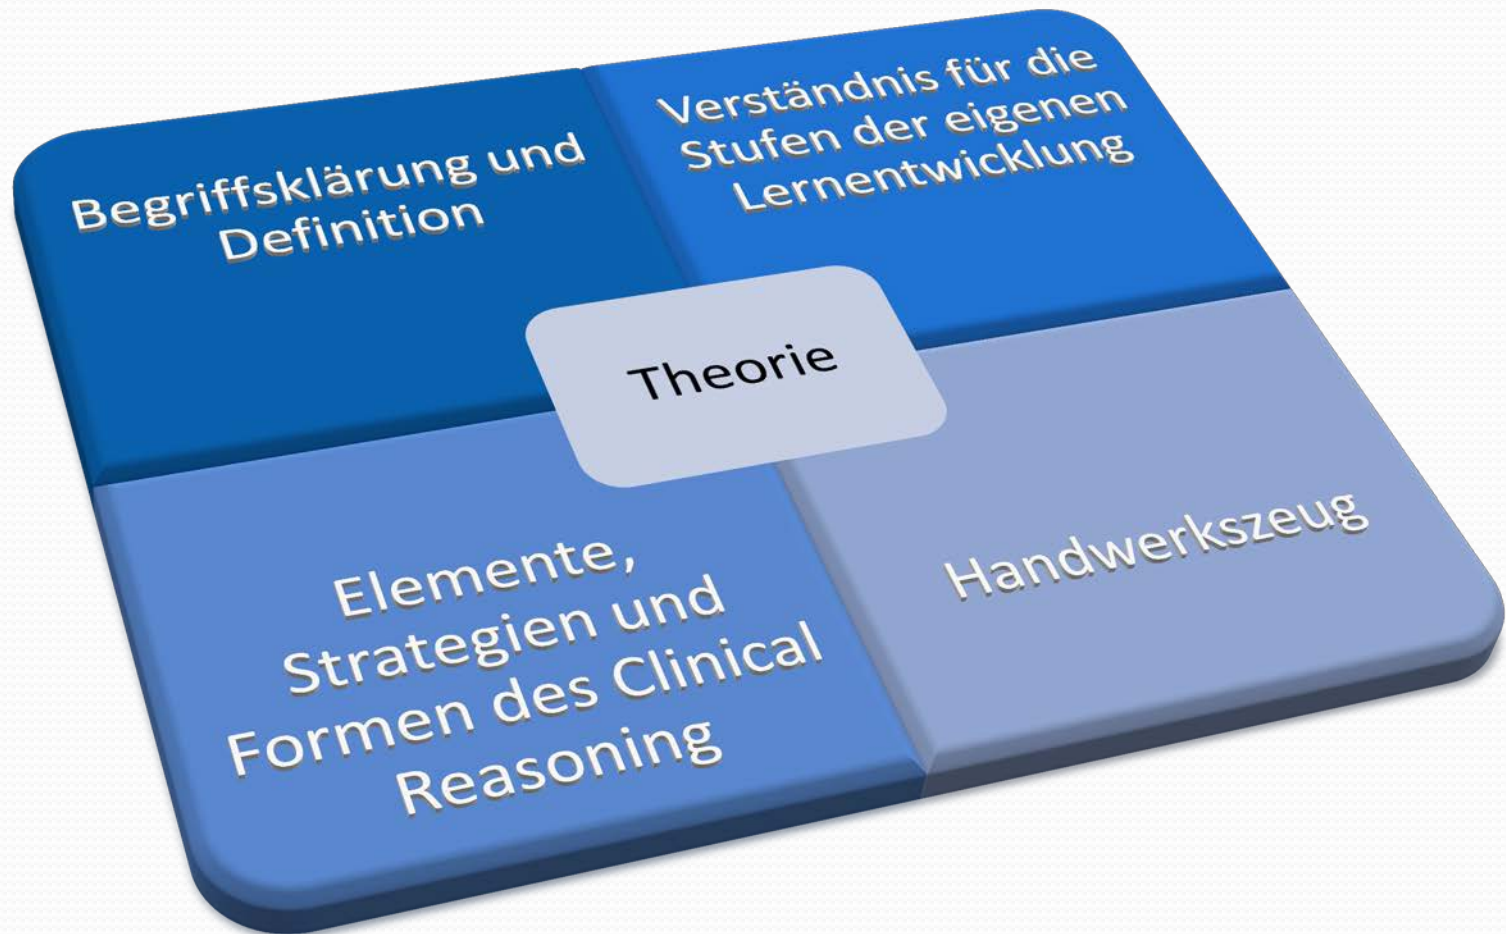 Begriffsklärung und
Definition
Verständnis für die
Stufen der eigenen
Lernentwicklung
Theorie
Elemente,
Strategien und
Formen des Clinical
Reasoning
Handwerkszeug